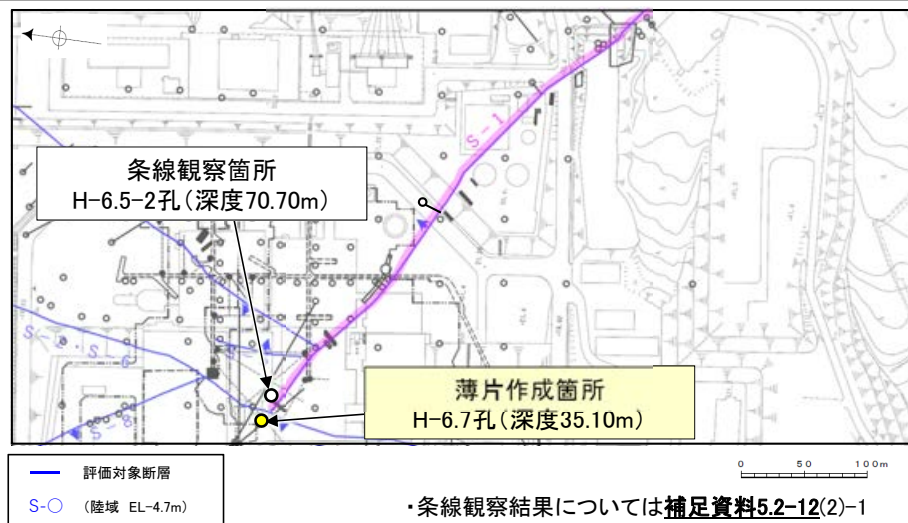 S-1
条線観察箇所
H-6.5-2孔(深度70.70m)
S-2・S-6
S-8
薄片作成箇所
H-6.7孔(深度35.10m)
評価対象断層
S-○ (陸域 EL-4.7m)
0 50 100m
・条線観察結果については補足資料5.2-12(2)-1